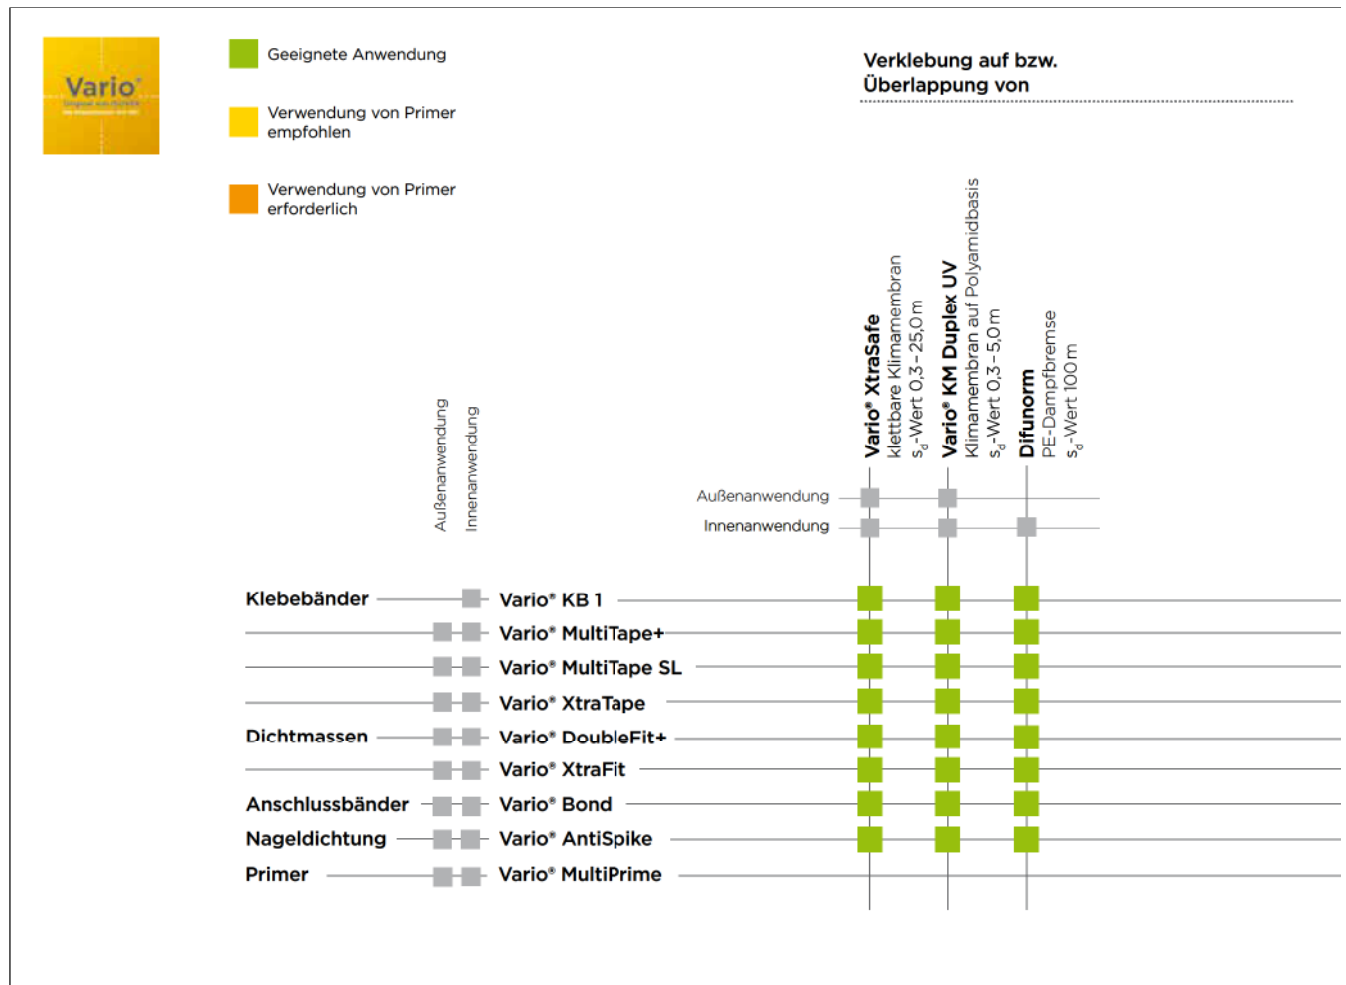 Vario®
Geeignete Anwendung
Verwendung von Primer
empfohlen
Verwendung von Primer
erforderlich
Verklebung auf bzw.
Überlappung von
Vario® XtraSafe
klettbare Klimamembran
sd-Wert 0,3 – 25,0 m
Vario® KM Duplex UV
Klimamembran auf Polyamidbasis
sd-Wert 0,3 – 5,0 m
Difunorm
PE-Dampfbremse
sd-Wert 100 m
Außenanwendung
Innenanwendung
Außenanwendung
Innenanwendung
Klebebänder Vario® KB 1
Vario® MultiTape+
Vario® MultiTape SL
Vario® XtraTape
Dichtmassen Vario® DoubleFit+
Vario® XtraFit
Anschlussbänder Vario® Bond
Nageldichtung Vario® AntiSpike
Primer Vario® MultiPrime